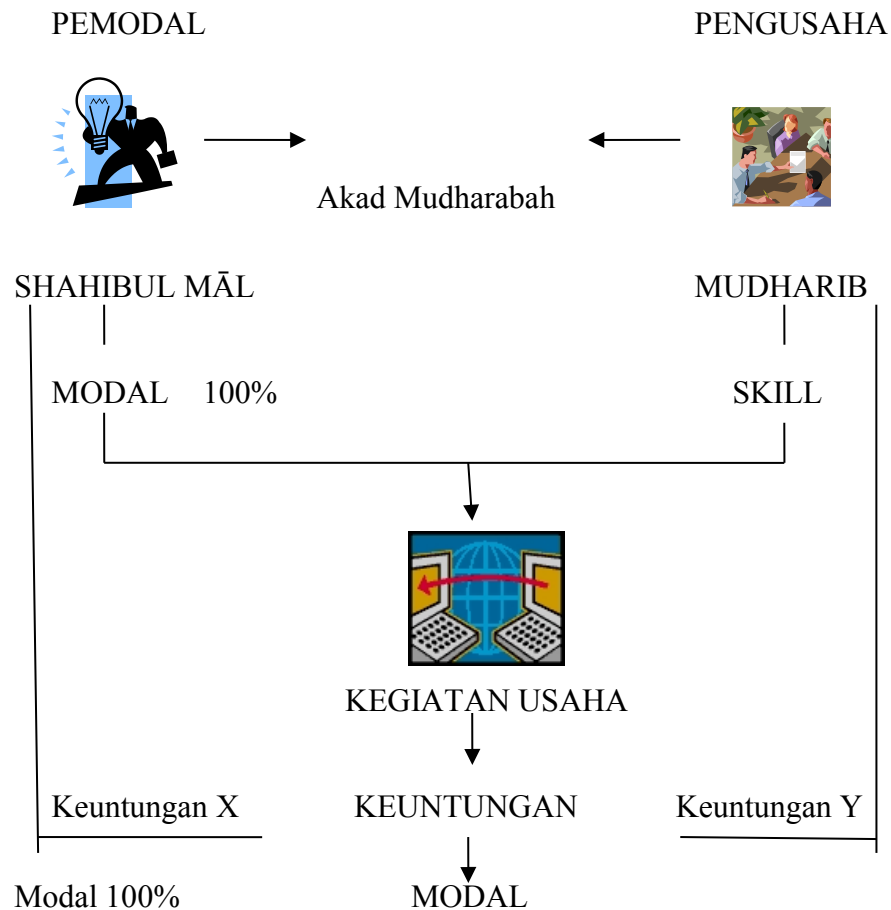 PEMODAL PENGUSAHA
Akad Mudharabah
SHAHIBUL MĀL MUDHARIB
MODAL 100% SKILL
KEGIATAN USAHA
Keuntungan X KEUNTUNGAN Keuntungan Y
Modal 100% MODAL